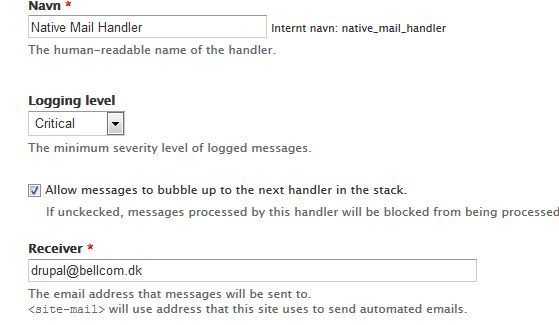 Navn *
Native Mail Handler Internt navn: native_mail_handler
The human-readable name of the handler.
Logging level
Critical
The minimum severity level of logged messages.
Allow messages to bubble up to the next handler in the stack.
If unckecked, messages processed by this handler will be blocked from being processed
Receiver *
drupal@bellcom.dk
The email address that messages will be sent to.
<site-mail> will use address that this site uses to send automated emails.